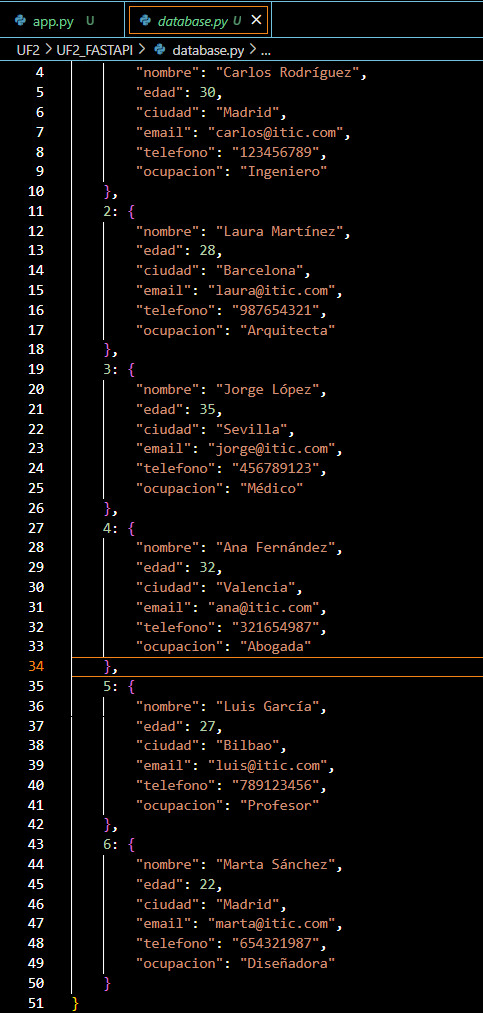 app.py U database.py U ✕
UF2 > UF2_FASTAPI > database.py > ...
4 "nombre": "Carlos Rodríguez",
5 "edad": 30,
6 "ciudad": "Madrid",
7 "email": "carlos@itic.com",
8 "telefono": "123456789",
9 "ocupacion": "Ingeniero"
10 },
11 2: {
12 "nombre": "Laura Martínez",
13 "edad": 28,
14 "ciudad": "Barcelona",
15 "email": "laura@itic.com",
16 "telefono": "987654321",
17 "ocupacion": "Arquitecta"
18 },
19 3: {
20 "nombre": "Jorge López",
21 "edad": 35,
22 "ciudad": "Sevilla",
23 "email": "jorge@itic.com",
24 "telefono": "456789123",
25 "ocupacion": "Médico"
26 },
27 4: {
28 "nombre": "Ana Fernández",
29 "edad": 32,
30 "ciudad": "Valencia",
31 "email": "ana@itic.com",
32 "telefono": "321654987",
33 "ocupacion": "Abogada"
34 },
35 5: {
36 "nombre": "Luis García",
37 "edad": 27,
38 "ciudad": "Bilbao",
39 "email": "luis@itic.com",
40 "telefono": "789123456",
41 "ocupacion": "Profesor"
42 },
43 6: {
44 "nombre": "Marta Sánchez",
45 "edad": 22,
46 "ciudad": "Madrid",
47 "email": "marta@itic.com",
48 "telefono": "654321987",
49 "ocupacion": "Diseñadora"
50 }
51 }